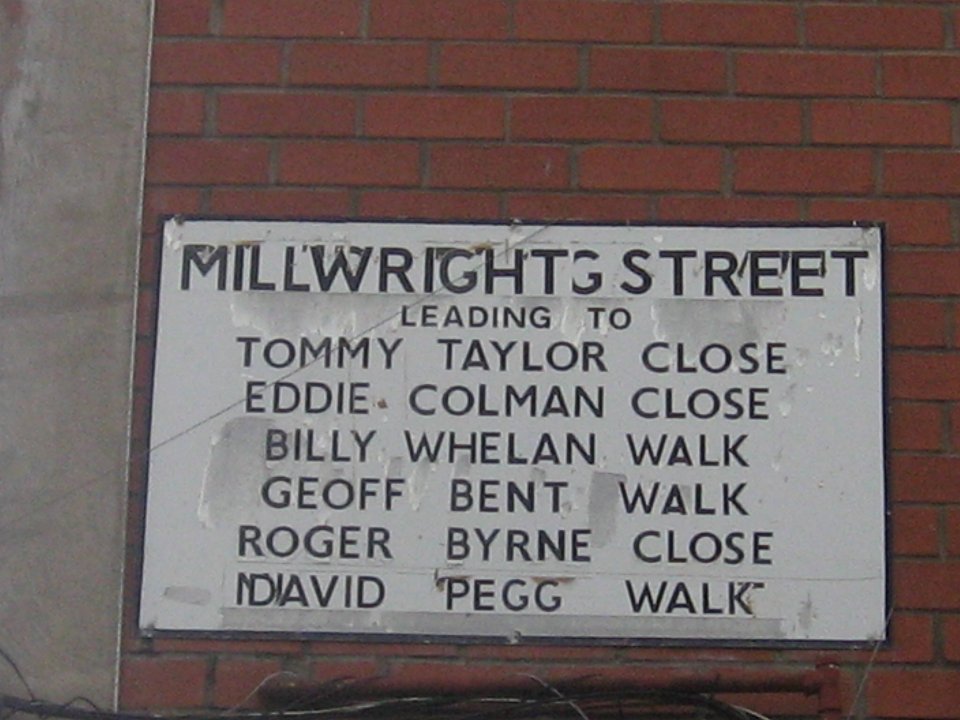 MILLWRIGHT STREET
LEADING TO
TOMMY TAYLOR CLOSE
EDDIE COLMAN CLOSE
BILLY WHELAN WALK
GEOFF BENT WALK
ROGER BYRNE CLOSE
DAVID PEGG WALK